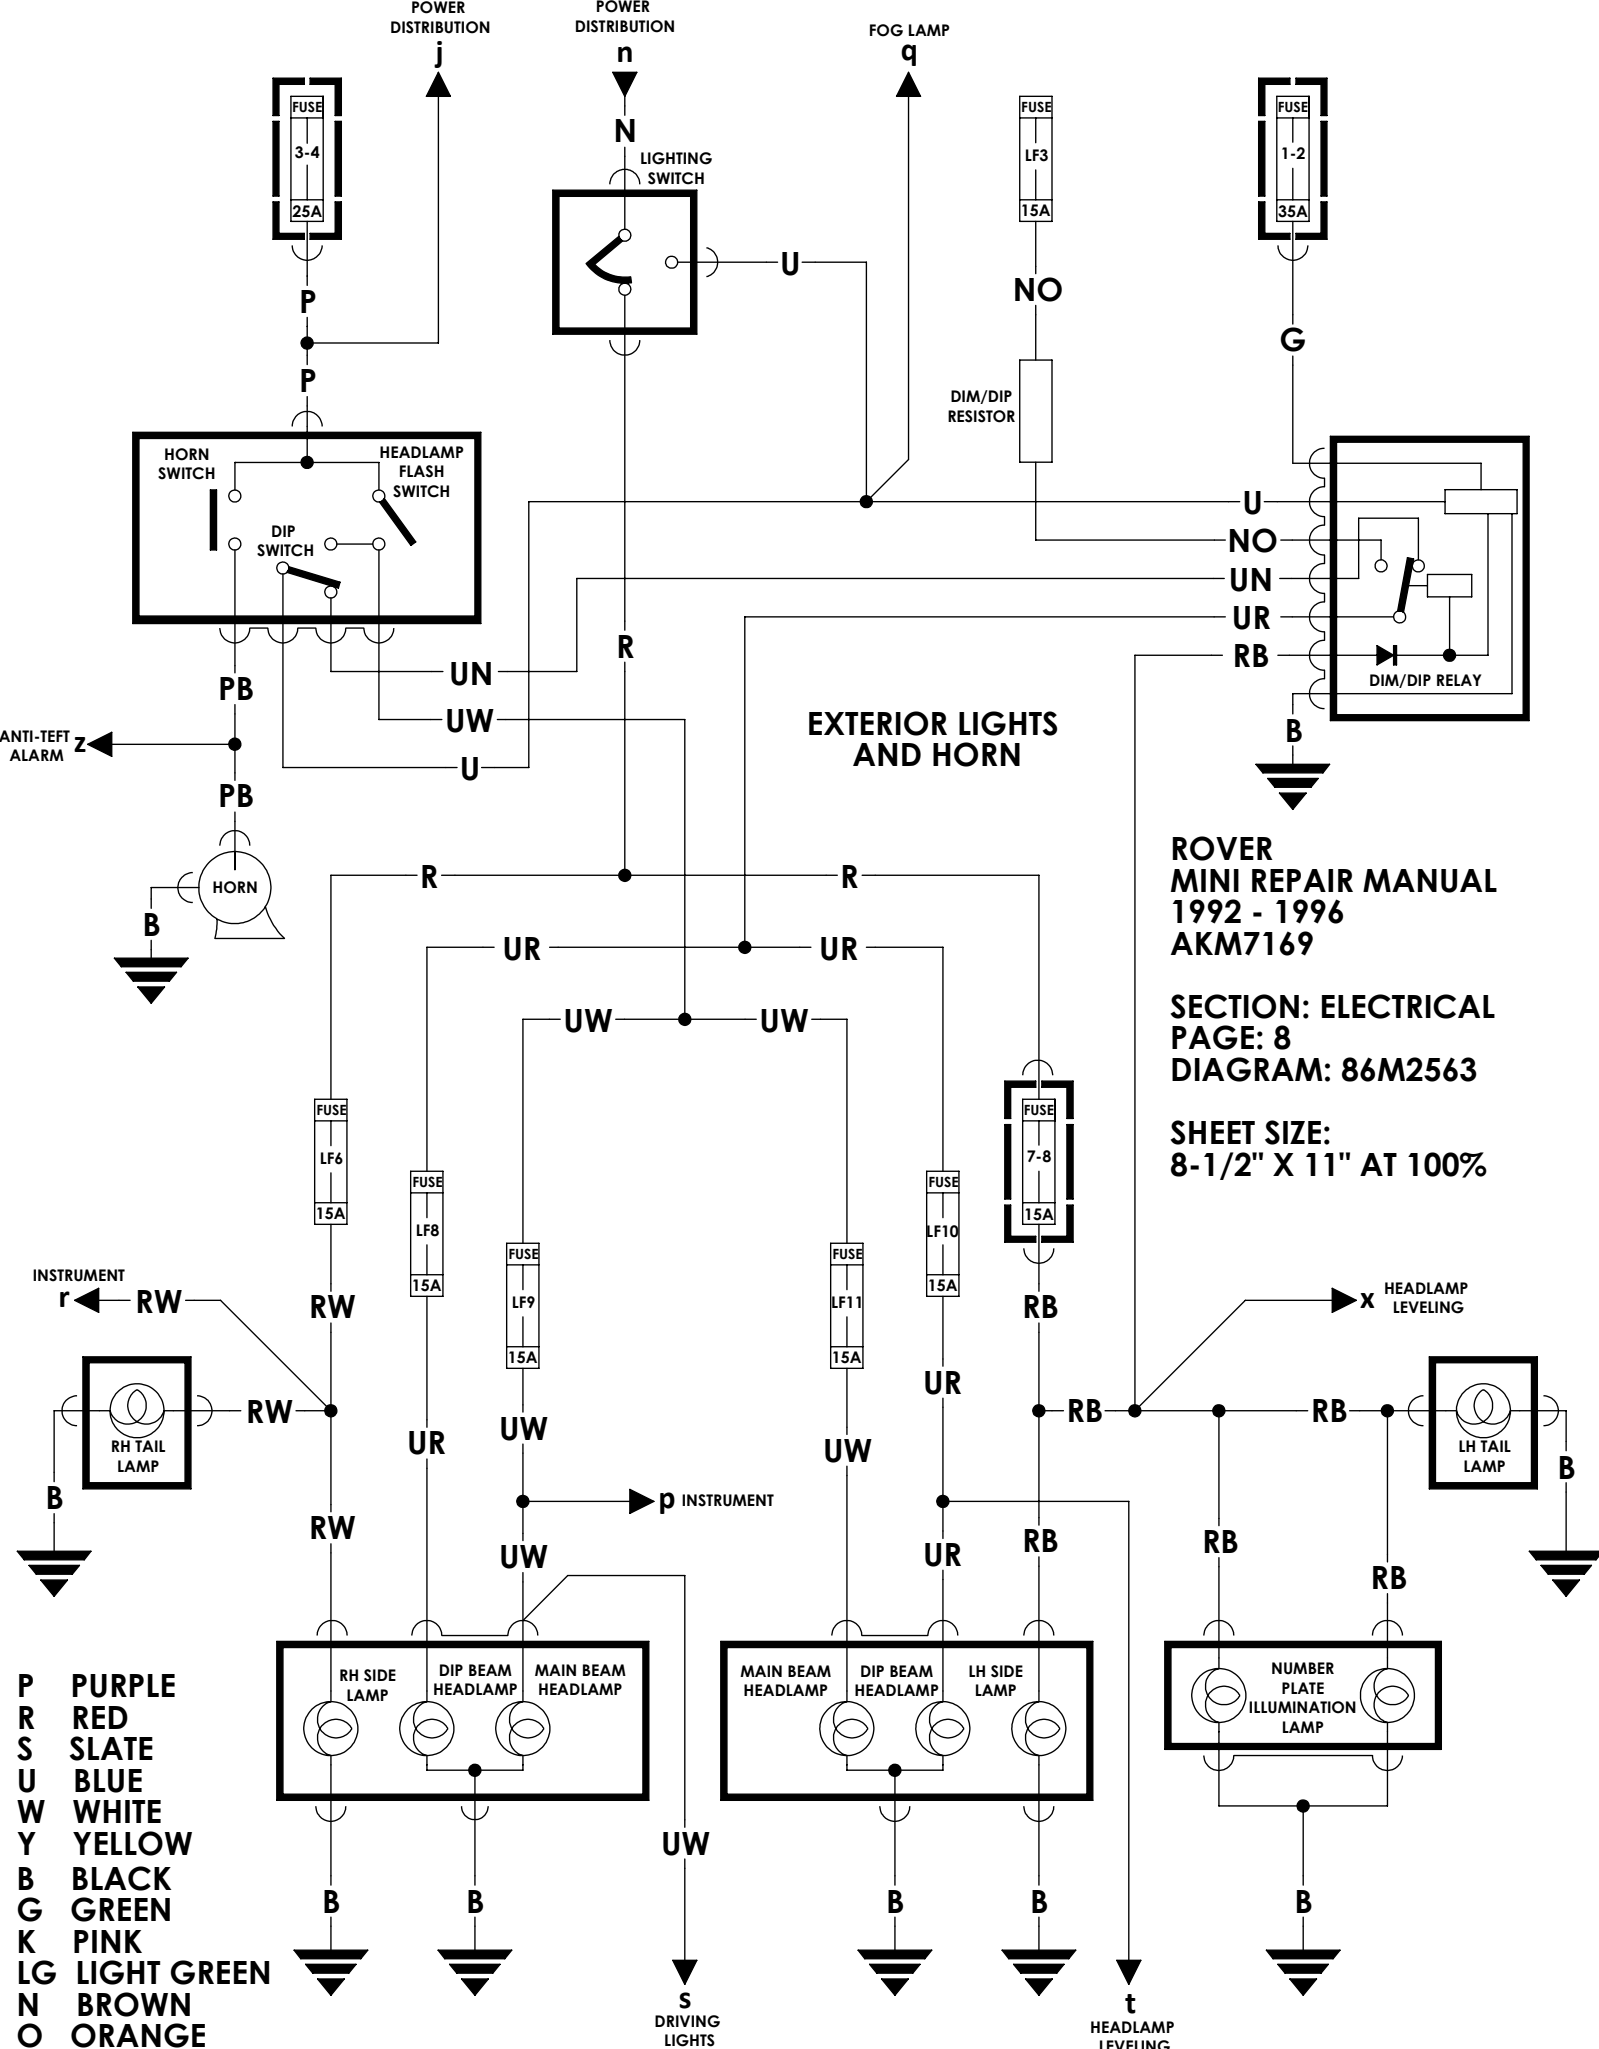 POWER
DISTRIBUTION
j
POWER
DISTRIBUTION
n
FOG LAMP
q
FUSE
3-4
25A
N
LIGHTING
SWITCH
FUSE
LF3
15A
FUSE
1-2
35A
U
P
NO
G
P
DIM/DIP
RESISTOR
HORN
SWITCH
HEADLAMP
FLASH
SWITCH
DIP
SWITCH
U
NO
UN
UR
RB
DIM/DIP RELAY
R
UN
PB
UW
U
ANTI-TEFT
ALARM
z
B
EXTERIOR LIGHTS
AND HORN
PB
HORN
B
R
R
UR
UR
UW
UW
ROVER
MINI REPAIR MANUAL
1992 - 1996
AKM7169
SECTION: ELECTRICAL
PAGE: 8
DIAGRAM: 86M2563
SHEET SIZE:
8-1/2" X 11" AT 100%
FUSE
LF6
15A
FUSE
LF8
15A
FUSE
LF9
15A
FUSE
LF11
15A
FUSE
LF10
15A
FUSE
7-8
15A
INSTRUMENT
r
RW
RW
RB
x
HEADLAMP
LEVELING
UR
RW
RH TAIL
LAMP
B
UR
UW
UW
RB
RB
LH TAIL
LAMP
B
p INSTRUMENT
RW
UW
UR
RB
RB
RB
RH SIDE
LAMP
DIP BEAM
HEADLAMP
MAIN BEAM
HEADLAMP
MAIN BEAM
HEADLAMP
DIP BEAM
HEADLAMP
LH SIDE
LAMP
NUMBER
PLATE
ILLUMINATION
LAMP
UW
B
B
B
B
B
s
DRIVING
LIGHTS
t
HEADLAMP
LEVELING
P PURPLE
R RED
S SLATE
U BLUE
W WHITE
Y YELLOW
B BLACK
G GREEN
K PINK
LG LIGHT GREEN
N BROWN
O ORANGE